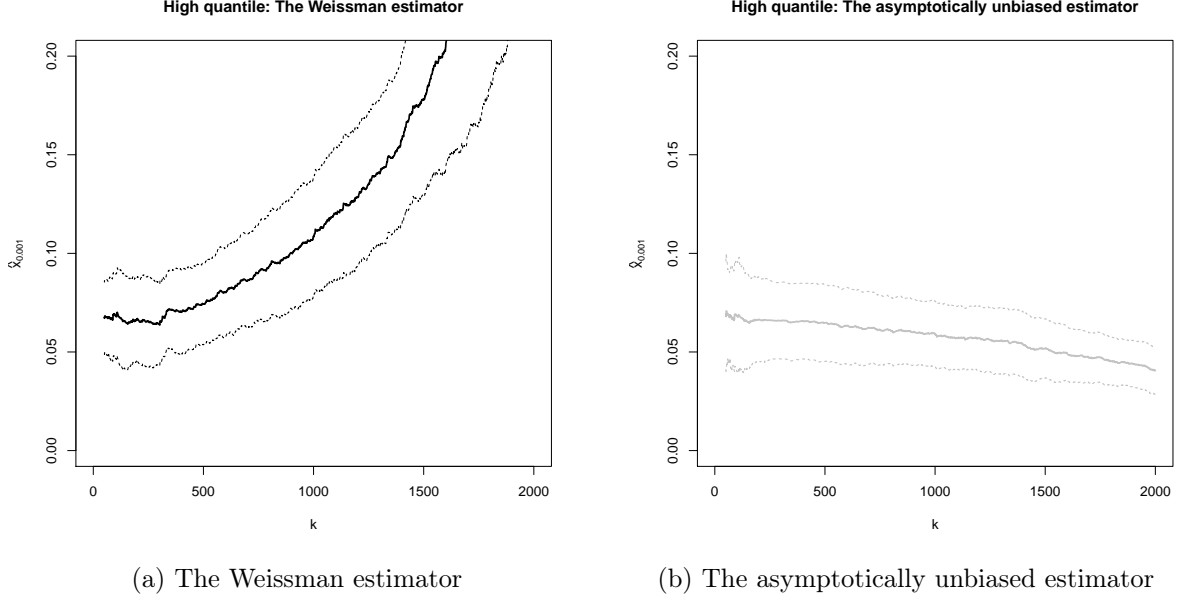 High quantile: The Weissman estimator
0.20
0.15
0.10
0.05
0.00
x̂0.001
0 500 1000 1500 2000
k
(a) The Weissman estimator
High quantile: The asymptotically unbiased estimator
0.20
0.15
0.10
0.05
0.00
x̂0.001
0 500 1000 1500 2000
k
(b) The asymptotically unbiased estimator